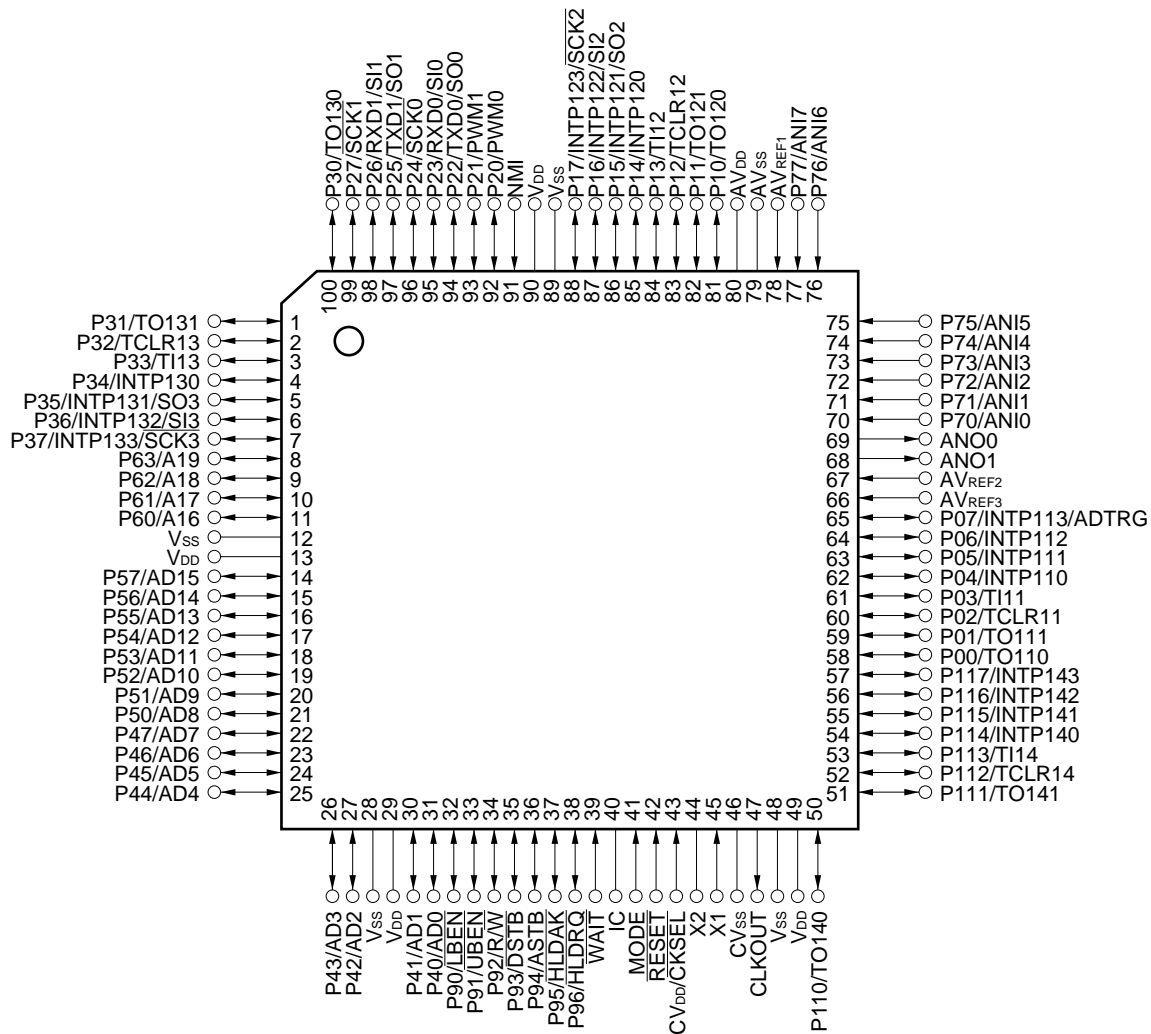 P30/TO130
P27/SCK1
P26/RXD1/SI1
P25/TXD1/SO1
P24/SCK0
P23/RXD0/SI0
P22/TXD0/SO0
P21/PWM1
P20/PWM0
NMI
VDD
VSS
P17/INTP123/SCK2
P16/INTP122/SI2
P15/INTP121/SO2
P14/INTP120
P13/TI12
P12/TCLR12
P11/TO121
P10/TO120
AVDD
AVSS
AVREF1
P77/ANI7
P76/ANI6
100
99
98
97
96
95
94
93
92
91
90
89
88
87
86
85
84
83
82
81
80
79
78
77
76
P31/TO131 1
P32/TCLR13 2
P33/TI13 3
P34/INTP130 4
P35/INTP131/SO3 5
P36/INTP132/SI3 6
P37/INTP133/SCK3 7
P63/A19 8
P62/A18 9
P61/A17 10
P60/A16 11
VSS 12
VDD 13
P57/AD15 14
P56/AD14 15
P55/AD13 16
P54/AD12 17
P53/AD11 18
P52/AD10 19
P51/AD9 20
P50/AD8 21
P47/AD7 22
P46/AD6 23
P45/AD5 24
P44/AD4 25
75 P75/ANI5
74 P74/ANI4
73 P73/ANI3
72 P72/ANI2
71 P71/ANI1
70 P70/ANI0
69 ANO0
68 ANO1
67 AVREF2
66 AVREF3
65 P07/INTP113/ADTRG
64 P06/INTP112
63 P05/INTP111
62 P04/INTP110
61 P03/TI11
60 P02/TCLR11
59 P01/TO111
58 P00/TO110
57 P117/INTP143
56 P116/INTP142
55 P115/INTP141
54 P114/INTP140
53 P113/TI14
52 P112/TCLR14
51 P111/TO141
26
27
28
29
30
31
32
33
34
35
36
37
38
39
40
41
42
43
44
45
46
47
48
49
50
P43/AD3
P42/AD2
VSS
VDD
P41/AD1
P40/AD0
P90/LBEN
P91/UBEN
P92/R/W
P93/DSTB
P94/ASTB
P95/HLDAK
P96/HLDRQ
WAIT
IC
MODE
RESET
CVDD/CKSEL
X2
X1
CVSS
CLKOUT
VSS
VDD
P110/TO140